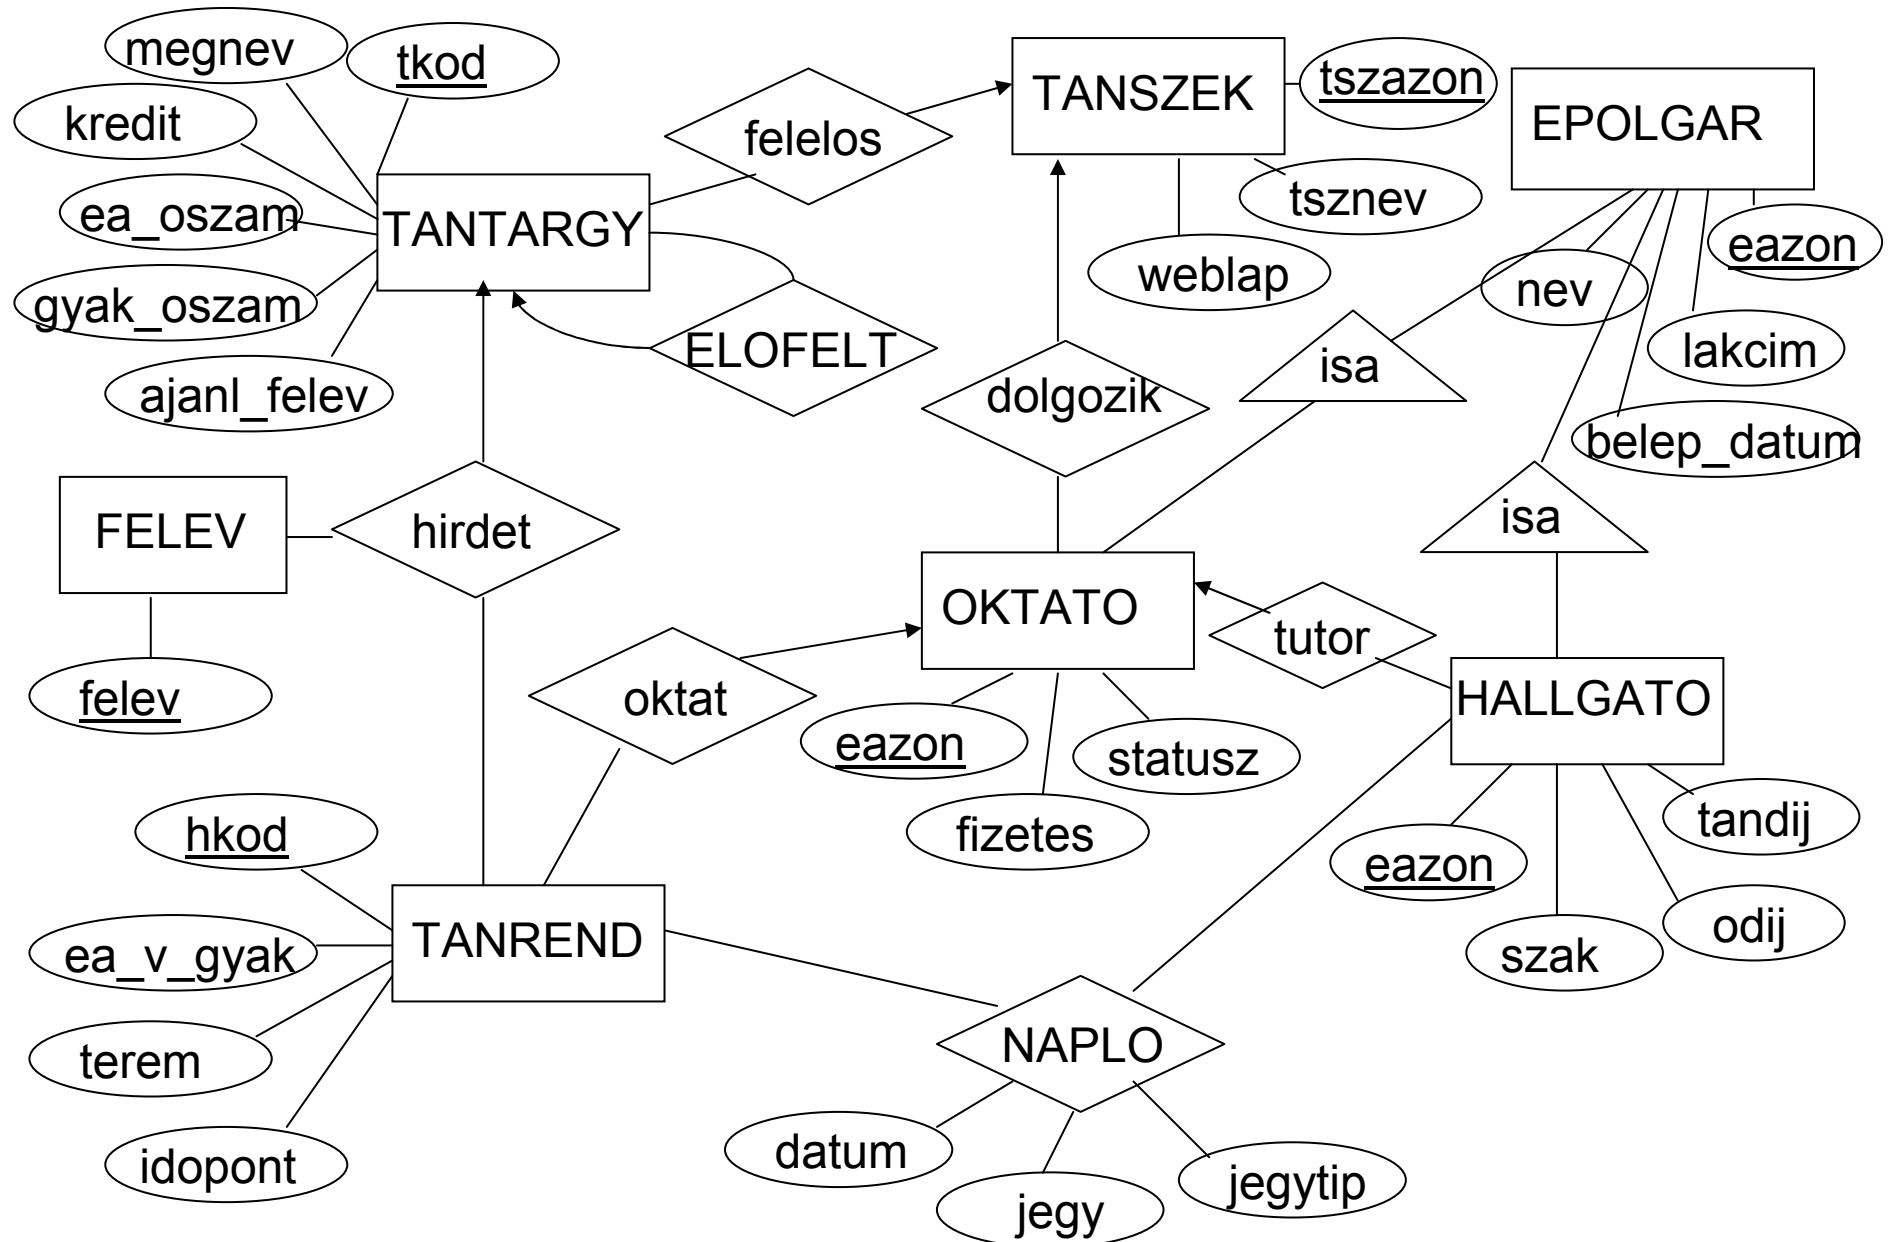 megnev
tkod
kredit
ea_oszam
gyak_oszam
ajanl_felev
TANTARGY
felelos
TANSZEK
tszazon
tsznev
weblap
EPOLGAR
eazon
nev
lakcim
belep_datum
ELOFELT
dolgozik
isa
isa
FELEV
hirdet
felev
OKTATO
tutor
HALLGATO
oktat
eazon
statusz
fizetes
tandij
eazon
odij
szak
hkod
ea_v_gyak
terem
idopont
TANREND
NAPLO
datum
jegy
jegytip